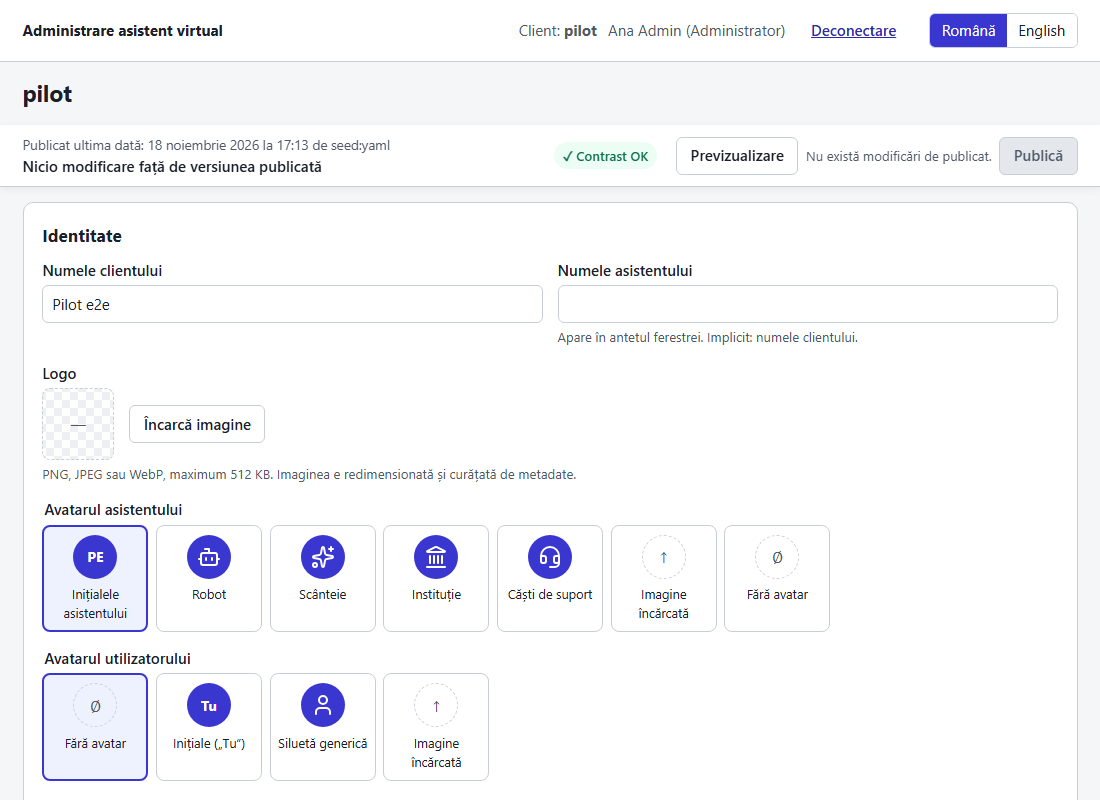 Administrare asistent virtual
Client: pilot Ana Admin (Administrator) Deconectare Română English
pilot
Publicat ultima dată: 18 noiembrie 2026 la 17:13 de seed:yaml
Nicio modificare față de versiunea publicată
✓ Contrast OK Previzualizare Nu există modificări de publicat. Publică
Identitate
Numele clientului
Pilot e2e
Numele asistentului
Apare în antetul ferestrei. Implicit: numele clientului.
Logo
—
Încarcă imagine
PNG, JPEG sau WebP, maximum 512 KB. Imaginea e redimensionată și curățată de metadate.
Avatarul asistentului
PE
Inițialele
asistentului
Robot
Scânteie
Instituție
Căști de suport
↑
Imagine
încărcată
Ø
Fără avatar
Avatarul utilizatorului
Ø
Fără avatar
Tu
Inițiale („Tu”)
Siluetă generică
↑
Imagine
încărcată